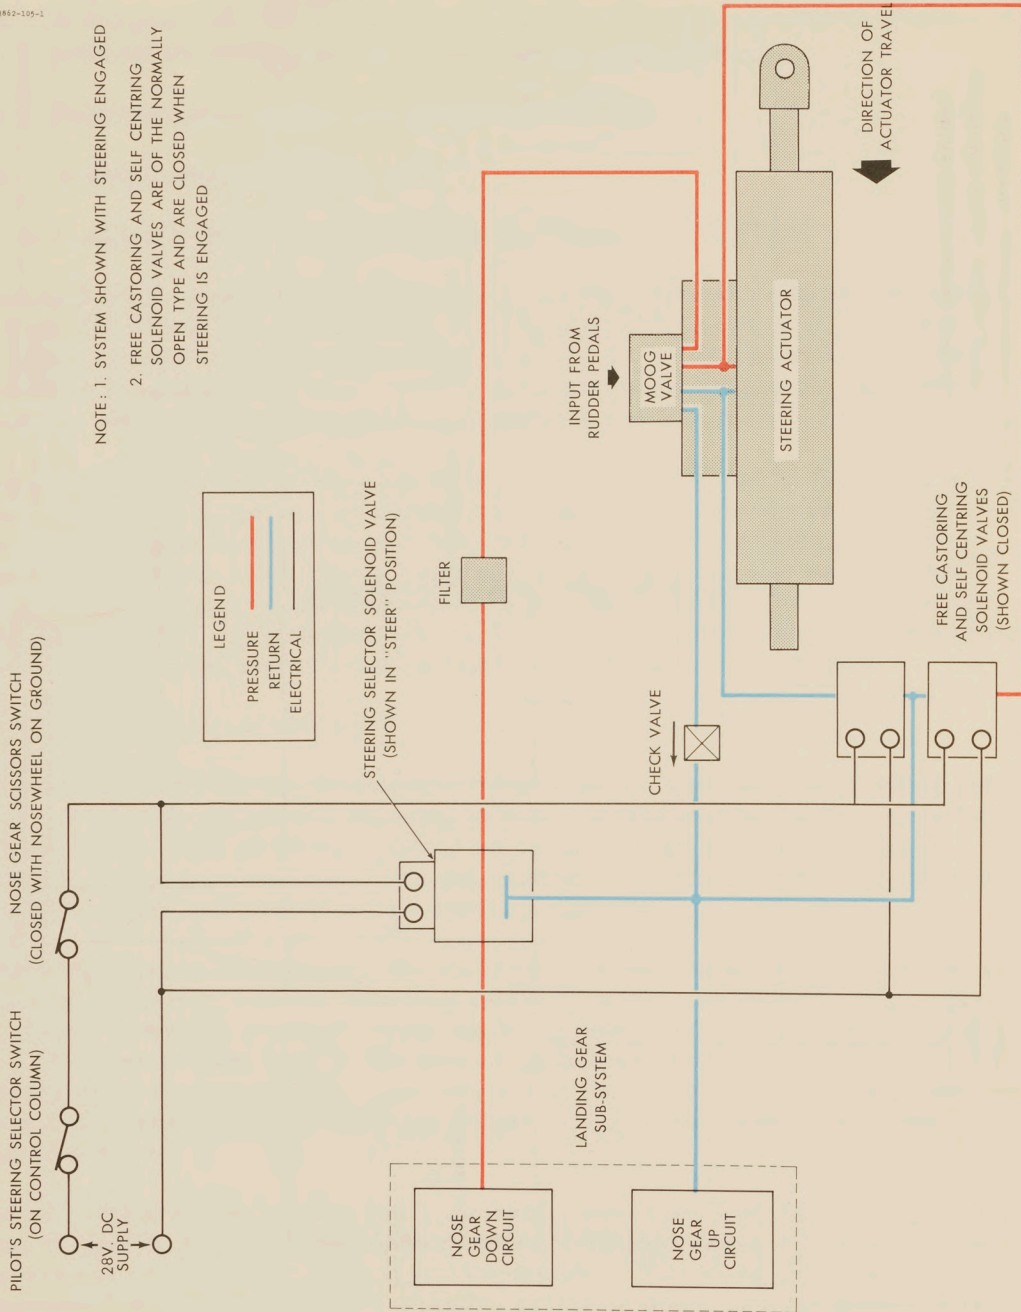 1862-105-1
NOTE: 1. SYSTEM SHOWN WITH STEERING ENGAGED
2. FREE CASTORING AND SELF CENTRING
SOLENOID VALVES ARE OF THE NORMALLY
OPEN TYPE AND ARE CLOSED WHEN
STEERING IS ENGAGED
PILOT'S STEERING SELECTOR SWITCH
(ON CONTROL COLUMN)
NOSE GEAR SCISSORS SWITCH
(CLOSED WITH NOSEWHEEL ON GROUND)
28V. DC
SUPPLY
LEGEND
PRESSURE
RETURN
ELECTRICAL
STEERING SELECTOR SOLENOID VALVE
(SHOWN IN "STEER" POSITION)
FILTER
INPUT FROM
RUDDER PEDALS
MOOG
VALVE
STEERING ACTUATOR
DIRECTION OF
ACTUATOR TRAVEL
CHECK VALVE
LANDING GEAR
SUB-SYSTEM
NOSE
GEAR
DOWN
CIRCUIT
NOSE
GEAR
UP
CIRCUIT
FREE CASTORING
AND SELF CENTRING
SOLENOID VALVES
(SHOWN CLOSED)